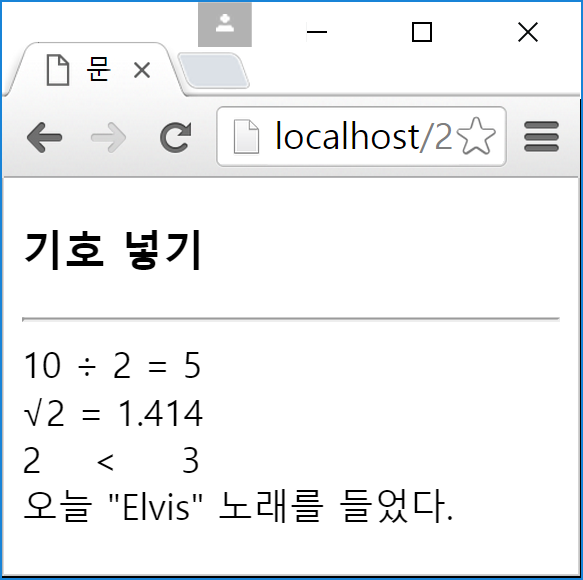 문
localhost/2
기호 넣기
10 ÷ 2 = 5
√2 = 1.414
2 < 3
오늘 "Elvis" 노래를 들었다.